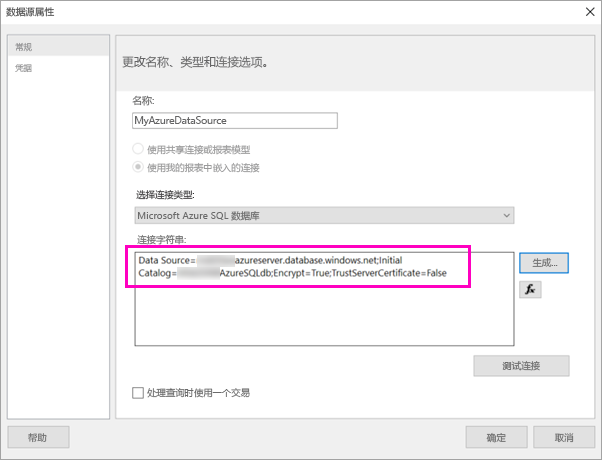 数据源属性
常规
凭据
更改名称、类型和连接选项。
名称:
MyAzureDataSource
使用共享连接或报表模型
使用我的报表中嵌入的连接
选择连接类型:
Microsoft Azure SQL 数据库
连接字符串:
Data Source= azureserver.database.windows.net;Initial
Catalog= AzureSQLdb;Encrypt=True;TrustServerCertificate=False
生成...
fx
测试连接
处理查询时使用一个交易
帮助
确定
取消